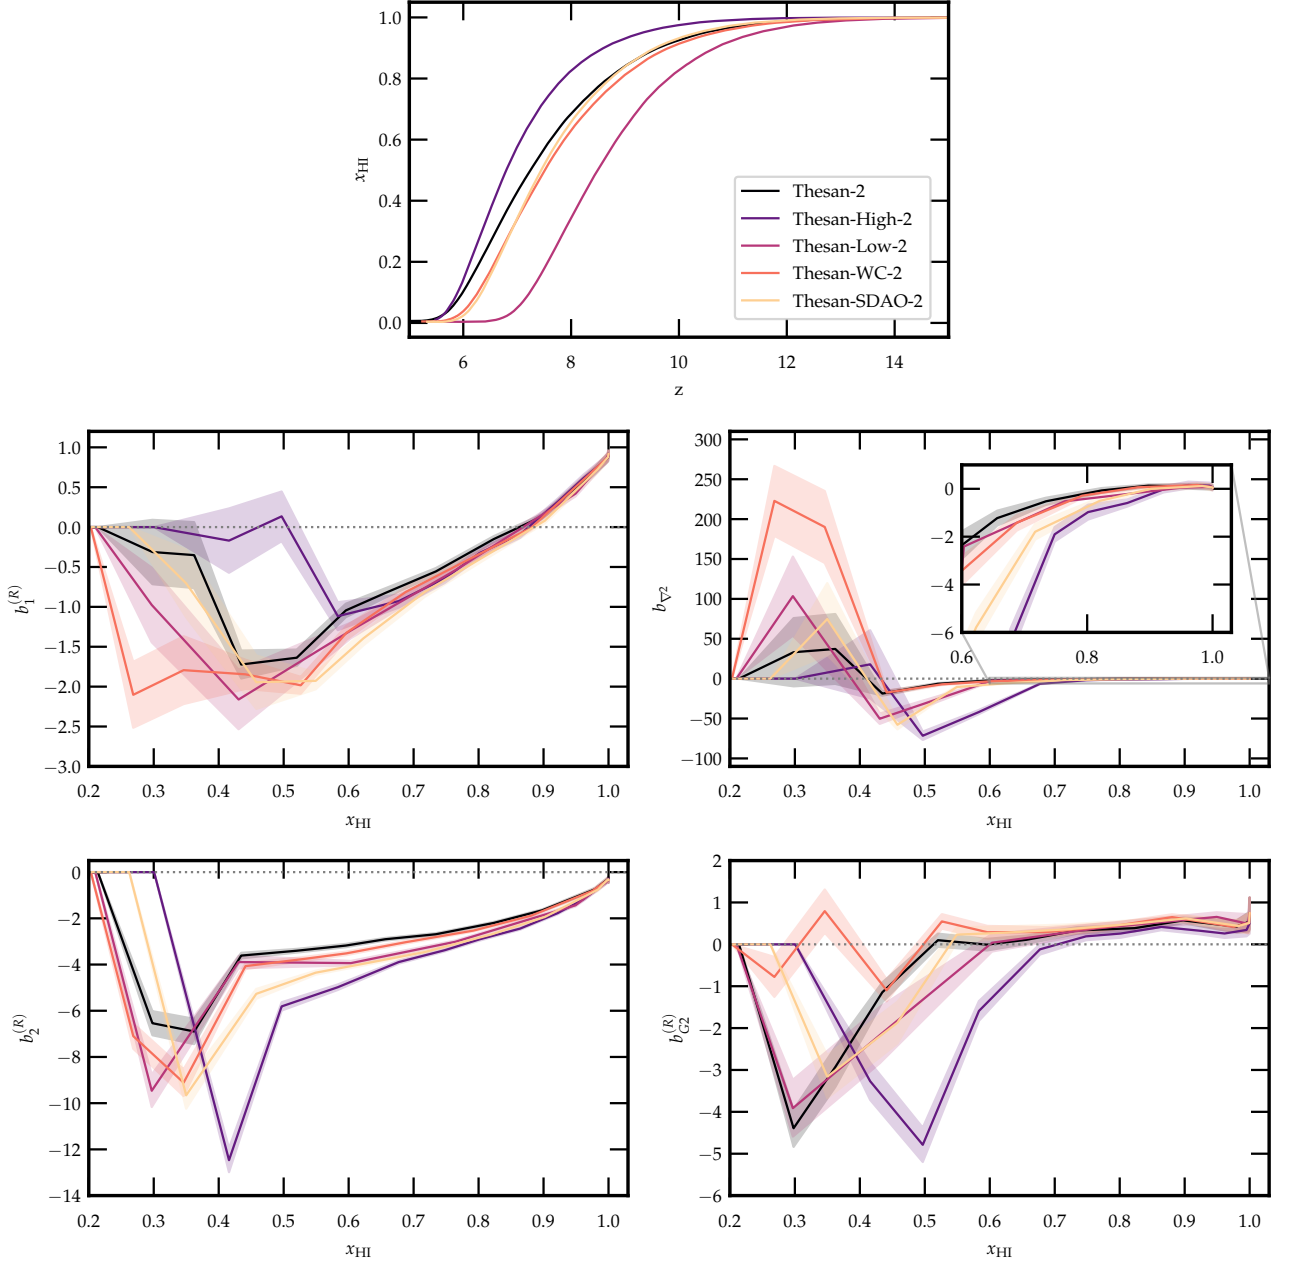 1.0
0.8
0.6
0.4
0.2
0.0
x_HI
6 8 10 12 14
z
Thesan-2
Thesan-High-2
Thesan-Low-2
Thesan-WC-2
Thesan-SDAO-2
1.0
0.5
0.0
−0.5
−1.0
−1.5
−2.0
−2.5
−3.0
b_1^(R)
0.2 0.3 0.4 0.5 0.6 0.7 0.8 0.9 1.0
x_HI
300
250
200
150
100
50
0
−50
−100
b_∇²
0
−2
−4
−6
0.6 0.8 1.0
0.2 0.3 0.4 0.5 0.6 0.7 0.8 0.9 1.0
x_HI
0
−2
−4
−6
−8
−10
−12
−14
b_2^(R)
0.2 0.3 0.4 0.5 0.6 0.7 0.8 0.9 1.0
x_HI
2
1
0
−1
−2
−3
−4
−5
−6
b_G2^(R)
0.2 0.3 0.4 0.5 0.6 0.7 0.8 0.9 1.0
x_HI